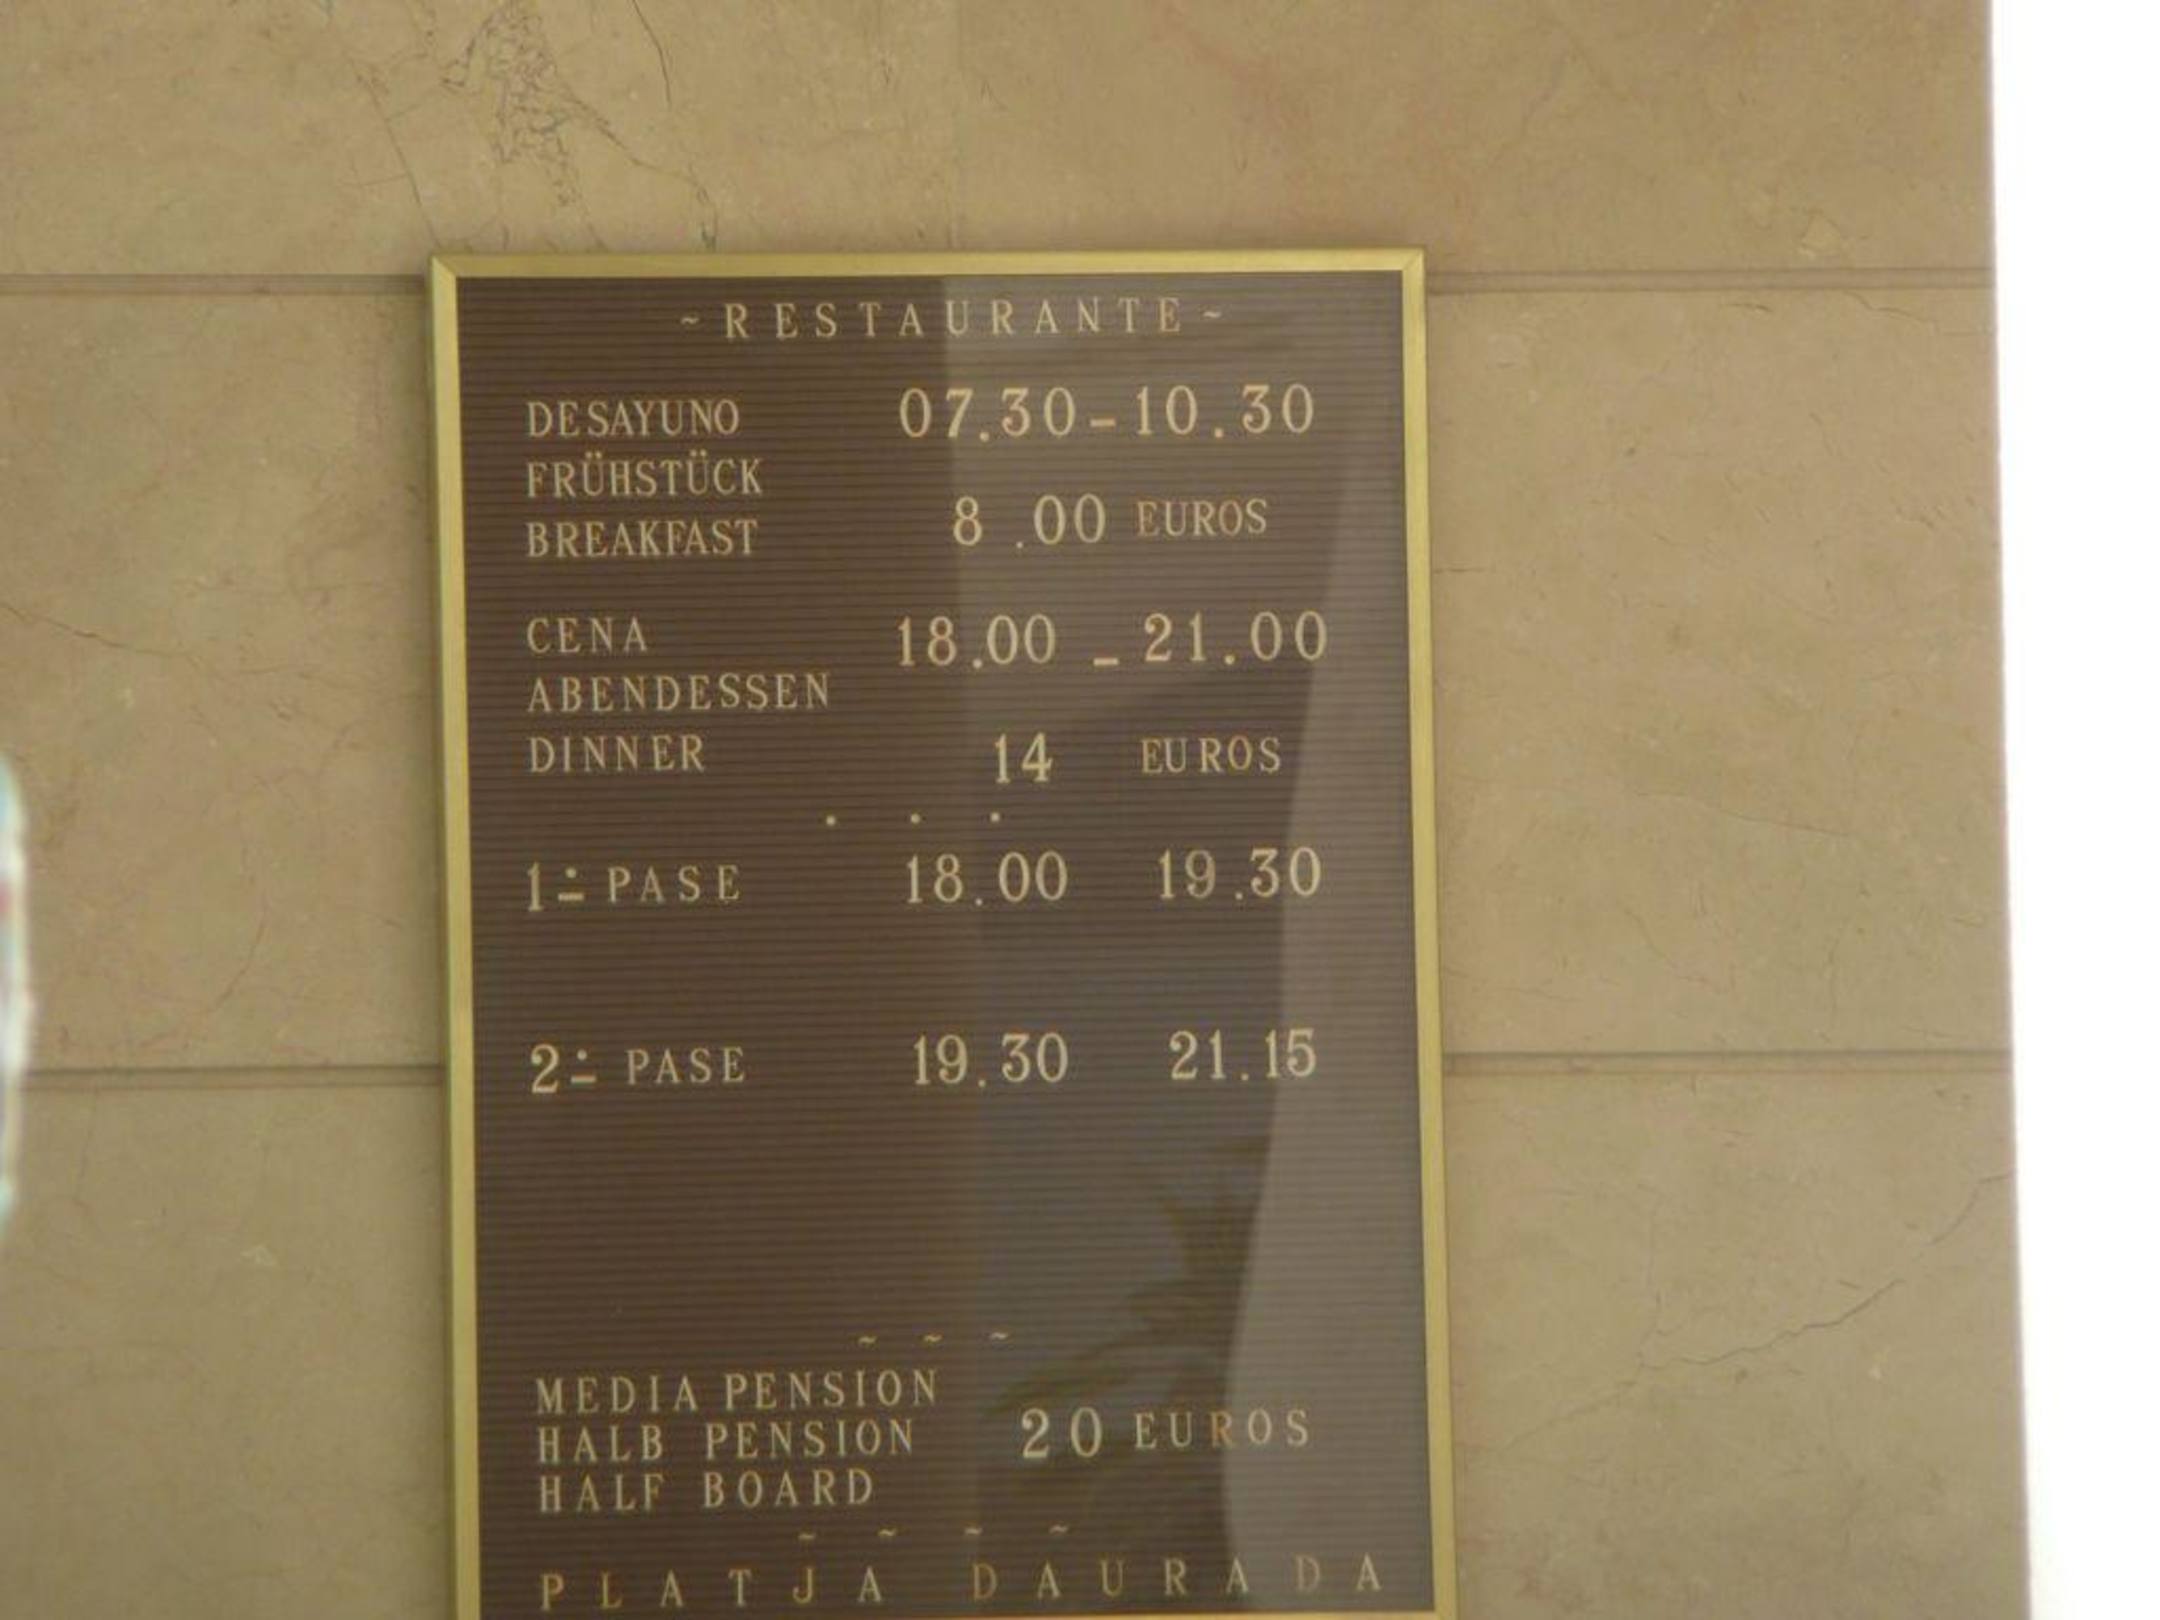 ~RESTAURANTE~
DESAYUNO 07.30-10.30
FRÜHSTÜCK
BREAKFAST 8.00 EUROS
CENA 18.00 - 21.00
ABENDESSEN
DINNER 14 EUROS
. . .
1º PASE 18.00 19.30
2º PASE 19.30 21.15
~ ~ ~
MEDIA PENSION
HALB PENSION 20 EUROS
HALF BOARD
~ ~ ~ ~
PLATJA DAURADA